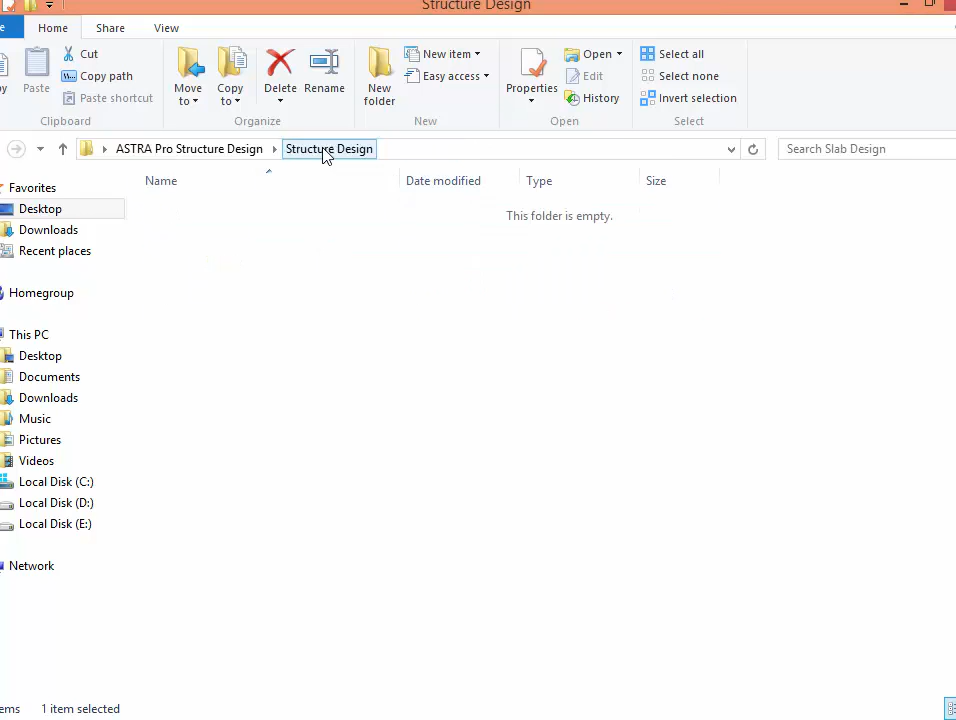 Structure Design
Home Share View
Paste
Cut
Copy path
Paste shortcut
Move to
Copy to
Delete
Rename
New folder
New item
Easy access
Properties
Open
Edit
History
Select all
Select none
Invert selection
Clipboard Organize New Open Select
ASTRA Pro Structure Design Structure Design Search Slab Design
Name Date modified Type Size
This folder is empty.
Favorites
Desktop
Downloads
Recent places
Homegroup
This PC
Desktop
Documents
Downloads
Music
Pictures
Videos
Local Disk (C:)
Local Disk (D:)
Local Disk (E:)
Network
ems 1 item selected